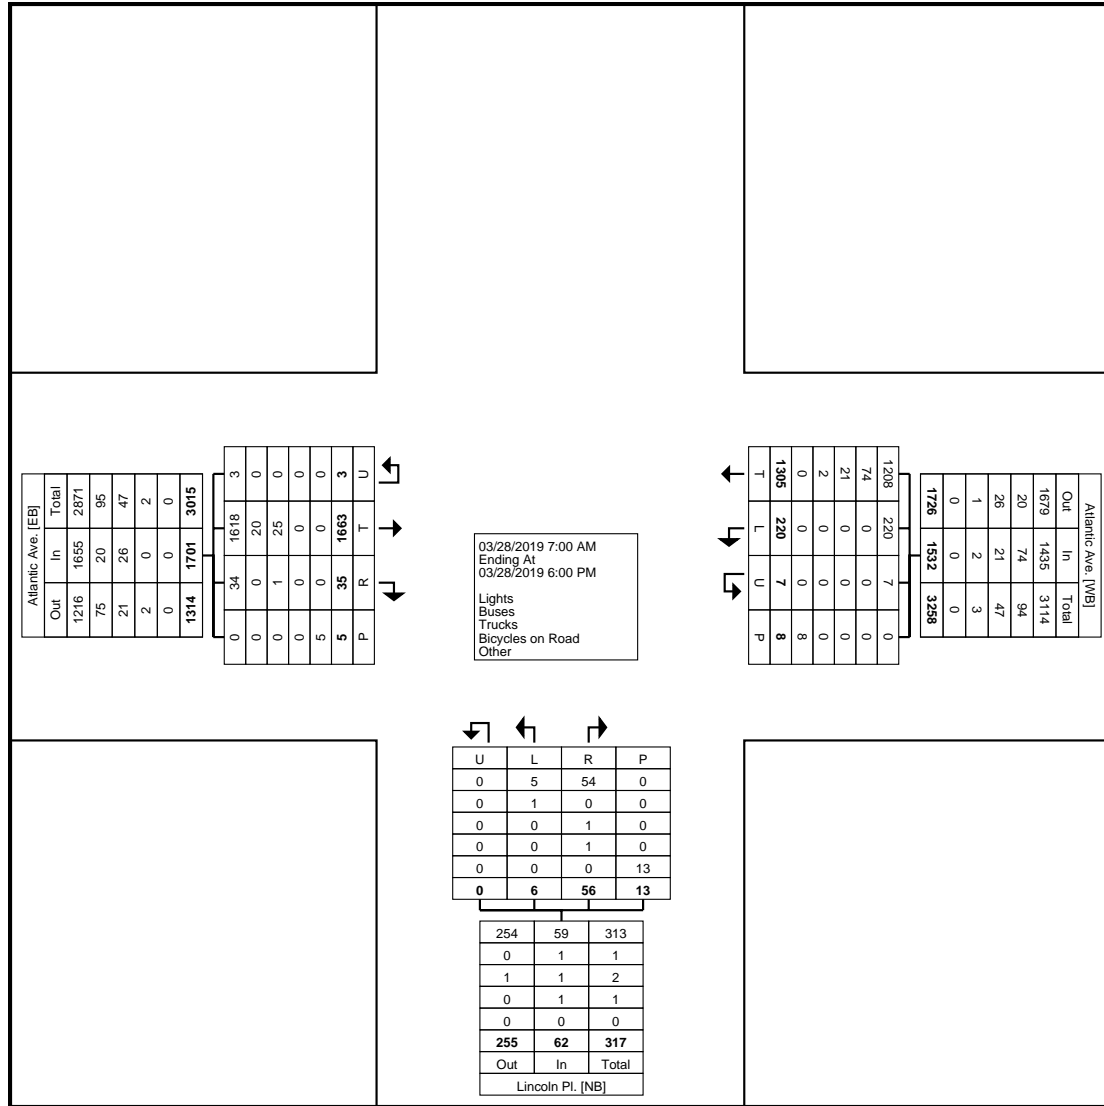 Atlantic Ave. [EB]
Total In Out
2871 1655 1216
95 20 75
47 26 21
2 0 2
0 0 0
3015 1701 1314
3 1618 34 0
0 20 0 0
0 25 1 0
0 0 0 0
0 0 0 5
3 1663 35 5
U T R P
03/28/2019 7:00 AM
Ending At
03/28/2019 6:00 PM
Lights
Buses
Trucks
Bicycles on Road
Other
Atlantic Ave. [WB]
Out In Total
1679 1435 3114
20 74 94
26 21 47
1 2 3
0 0 0
1726 1532 3258
1208 220 7 0
74 0 0 0
21 0 0 0
2 0 0 0
0 0 0 8
1305 220 7 8
T L U P
U L R P
0 5 54 0
0 1 0 0
0 0 1 0
0 0 1 0
0 0 0 13
0 6 56 13
254 59 313
0 1 1
1 1 2
0 1 1
0 0 0
255 62 317
Out In Total
Lincoln Pl. [NB]